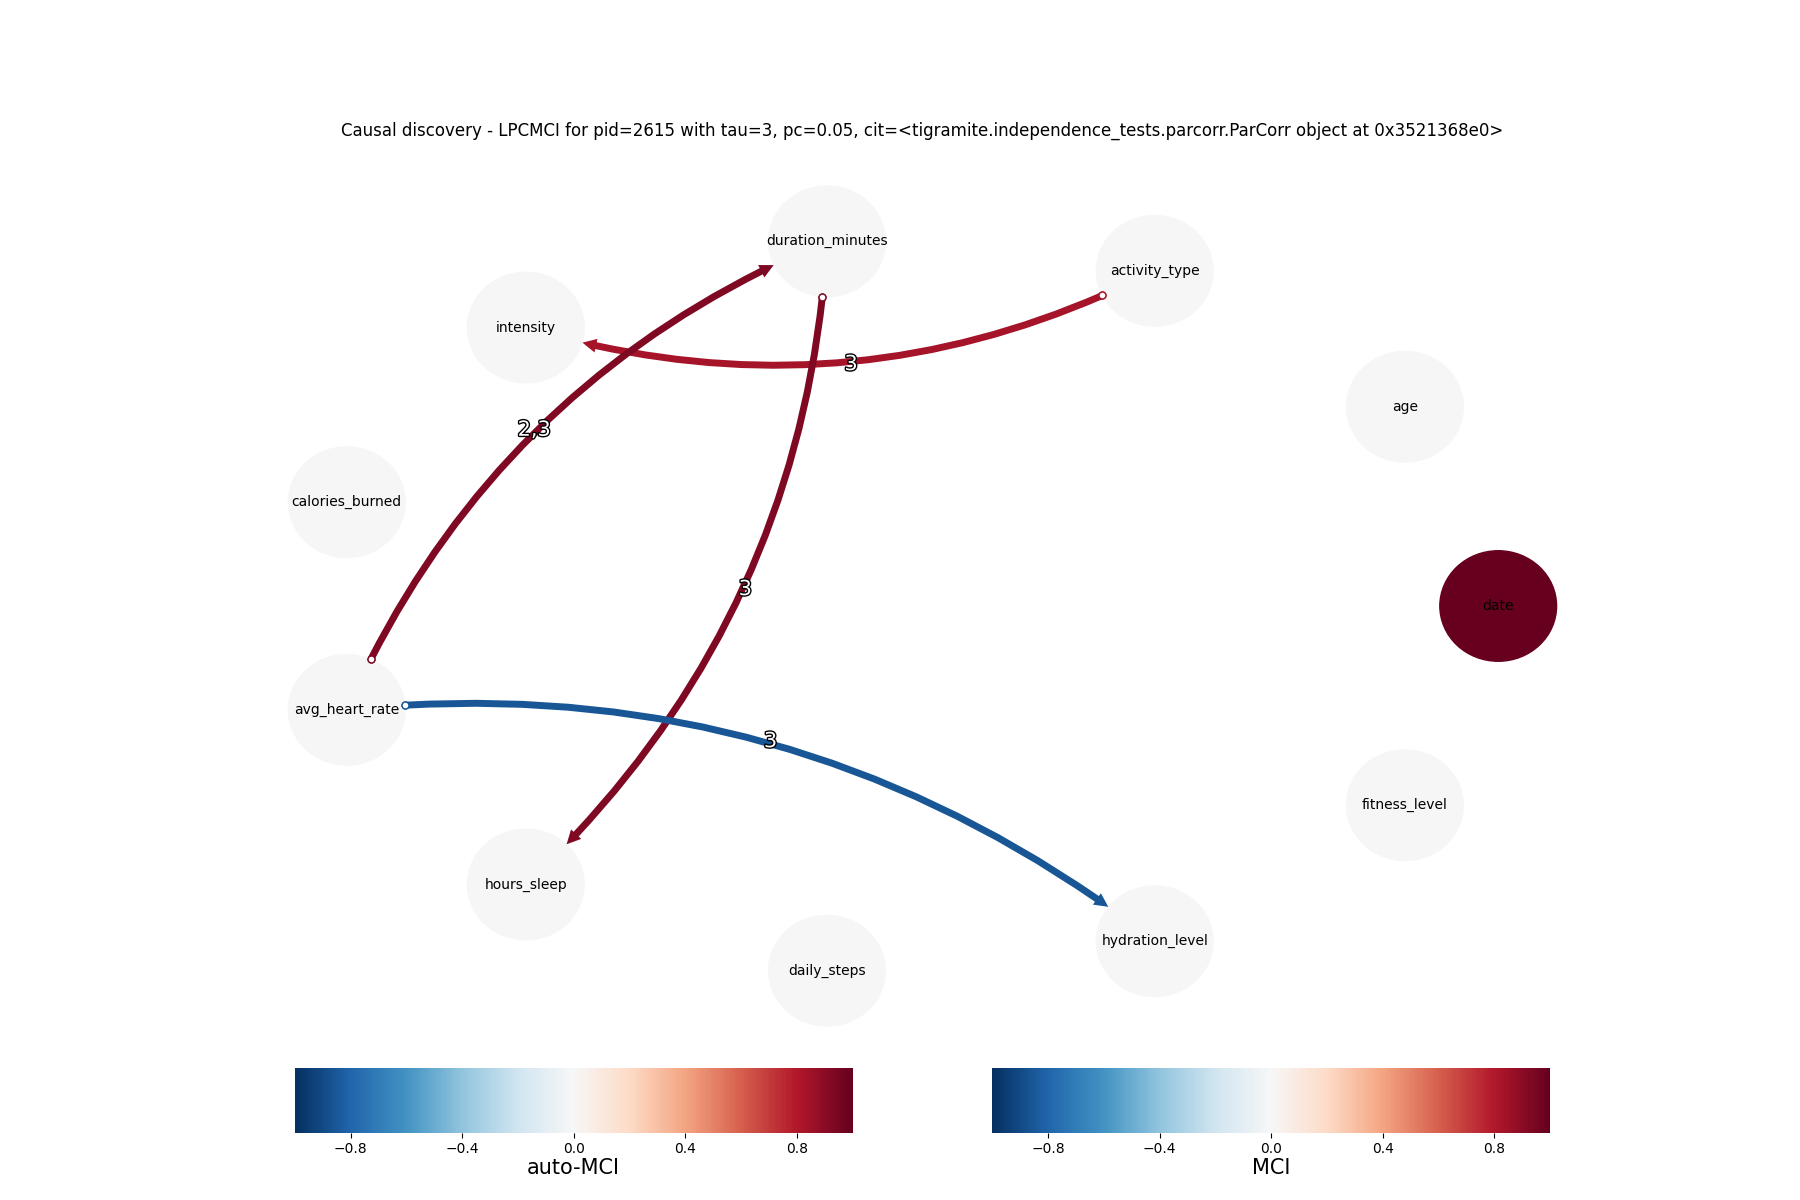 Causal discovery - LPCMCI for pid=2615 with tau=3, pc=0.05, cit=<tigramite.independence_tests.parcorr.ParCorr object at 0x3521368e0>
duration_minutes
activity_type
intensity
3
age
2,3
calories_burned
3
date
avg_heart_rate
3
fitness_level
hours_sleep
hydration_level
daily_steps
−0.8 −0.4 0.0 0.4 0.8
auto-MCI
−0.8 −0.4 0.0 0.4 0.8
MCI